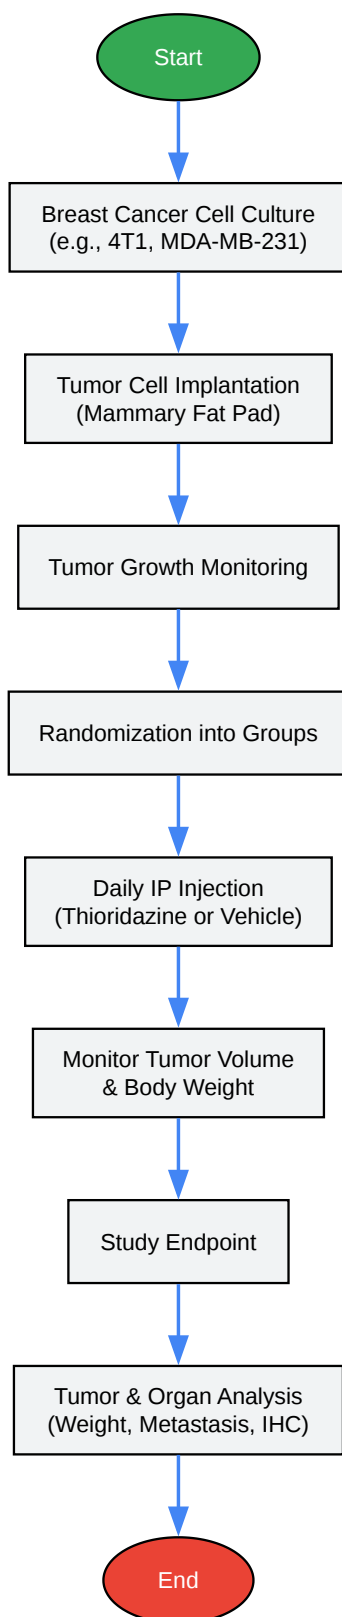 Start
Breast Cancer Cell Culture
(e.g., 4T1, MDA-MB-231)
Tumor Cell Implantation
(Mammary Fat Pad)
Tumor Growth Monitoring
Randomization into Groups
Daily IP Injection
(Thioridazine or Vehicle)
Monitor Tumor Volume
& Body Weight
Study Endpoint
Tumor & Organ Analysis
(Weight, Metastasis, IHC)
End